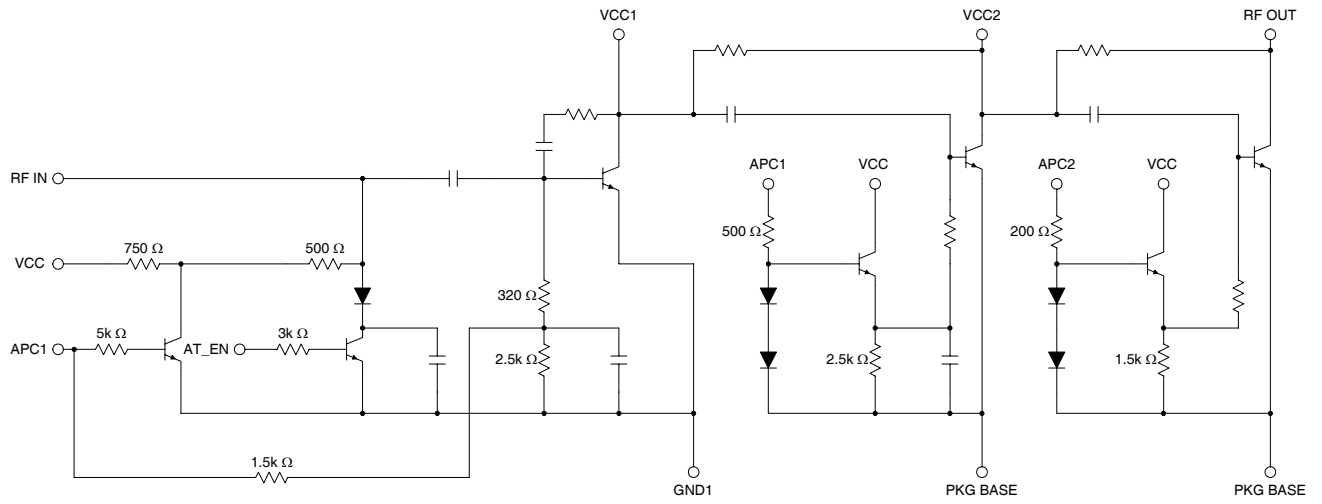 VCC1
VCC2
RF OUT
APC1
VCC
APC2
VCC
RF IN
500 Ω
200 Ω
750 Ω
500 Ω
VCC
320 Ω
5k Ω
3k Ω
APC1
AT_EN
2.5k Ω
2.5k Ω
1.5k Ω
1.5k Ω
GND1
PKG BASE
PKG BASE